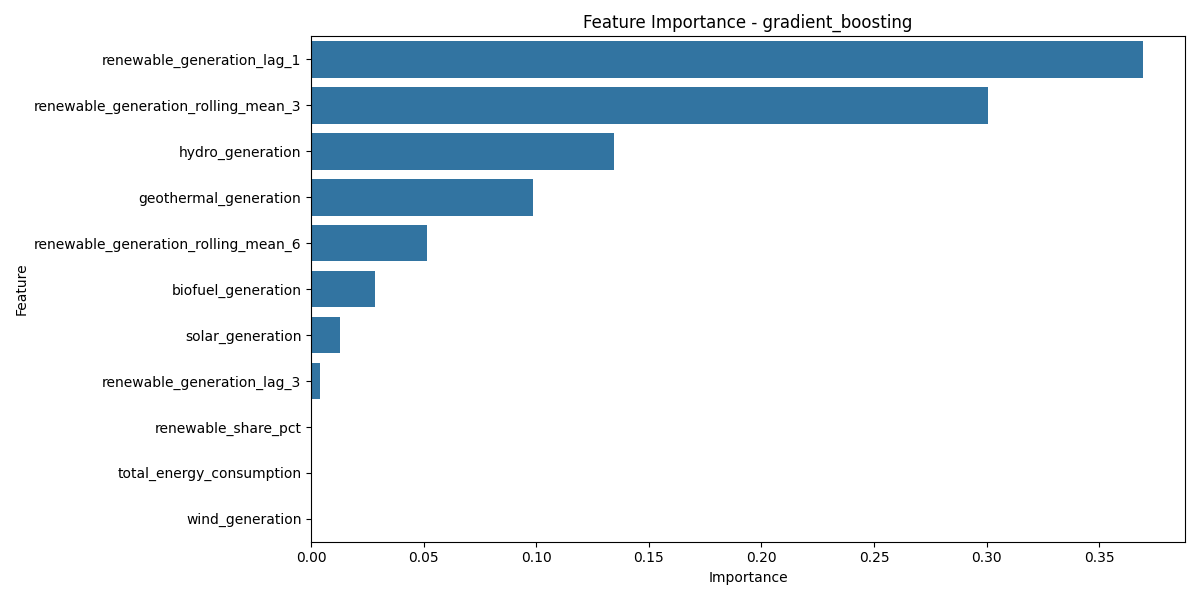 Feature Importance - gradient_boosting
Feature
renewable_generation_lag_1
renewable_generation_rolling_mean_3
hydro_generation
geothermal_generation
renewable_generation_rolling_mean_6
biofuel_generation
solar_generation
renewable_generation_lag_3
renewable_share_pct
total_energy_consumption
wind_generation
0.00 0.05 0.10 0.15 0.20 0.25 0.30 0.35
Importance